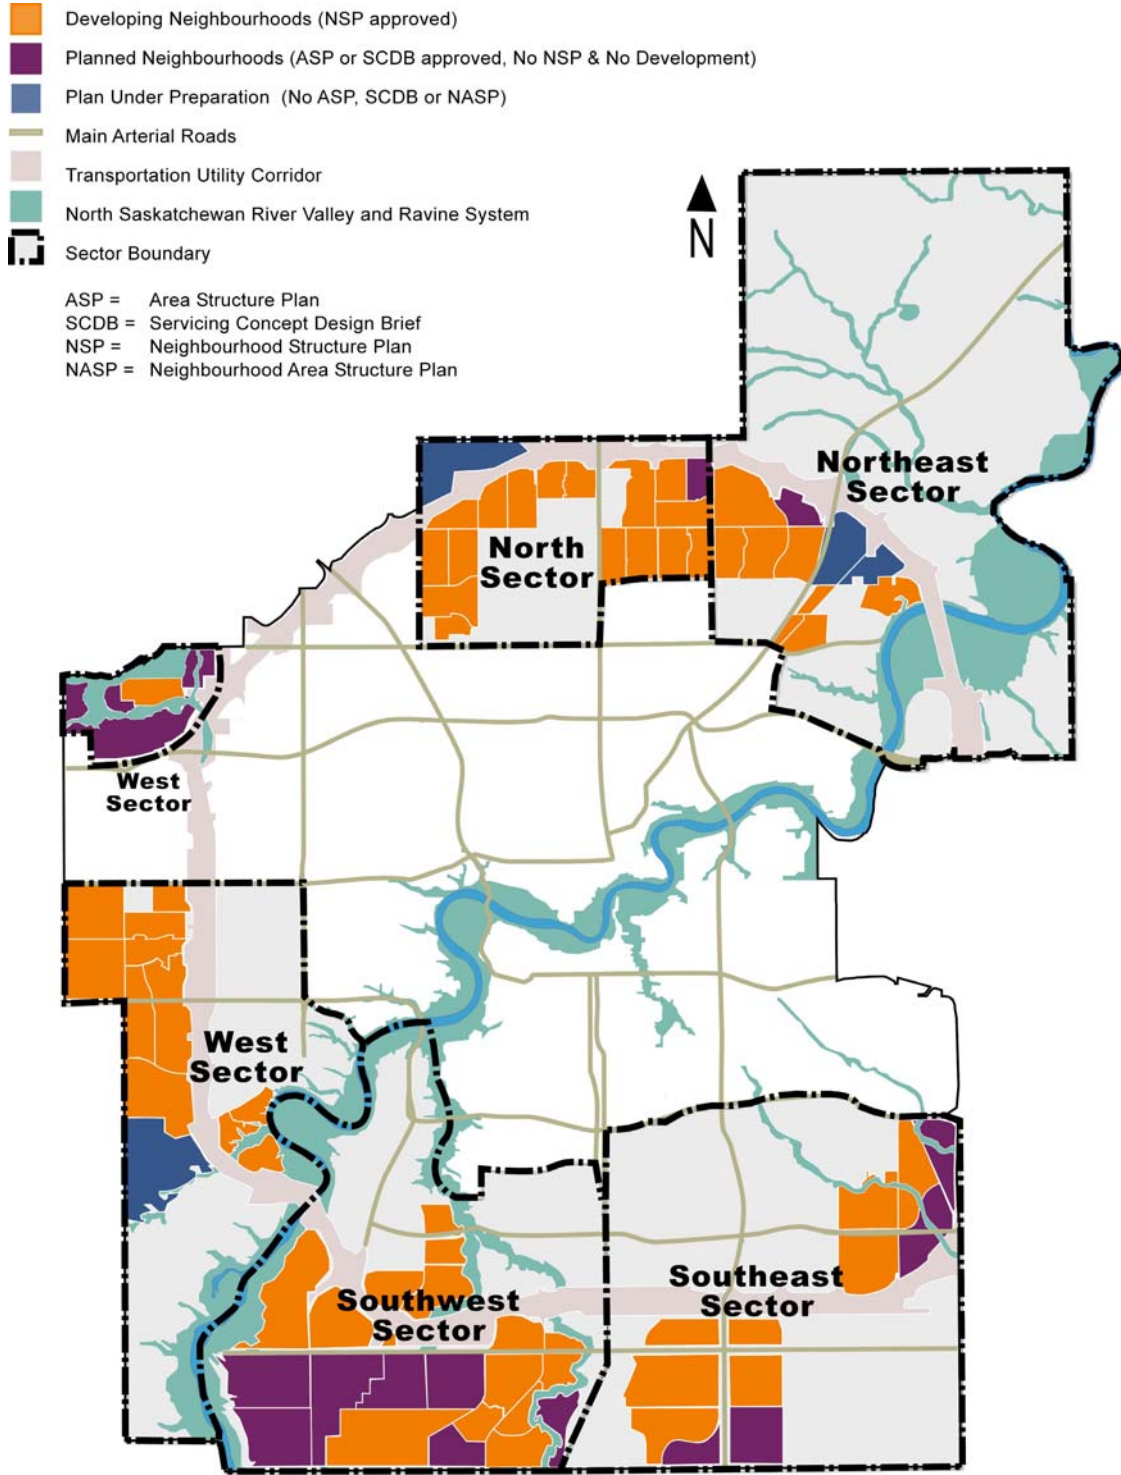 Developing Neighbourhoods (NSP approved)
Planned Neighbourhoods (ASP or SCDB approved, No NSP & No Development)
Plan Under Preparation (No ASP, SCDB or NASP)
Main Arterial Roads
Transportation Utility Corridor
North Saskatchewan River Valley and Ravine System
Sector Boundary
ASP = Area Structure Plan
SCDB = Servicing Concept Design Brief
NSP = Neighbourhood Structure Plan
NASP = Neighbourhood Area Structure Plan
N
Northeast
Sector
North
Sector
West
Sector
West
Sector
Southwest
Sector
Southeast
Sector